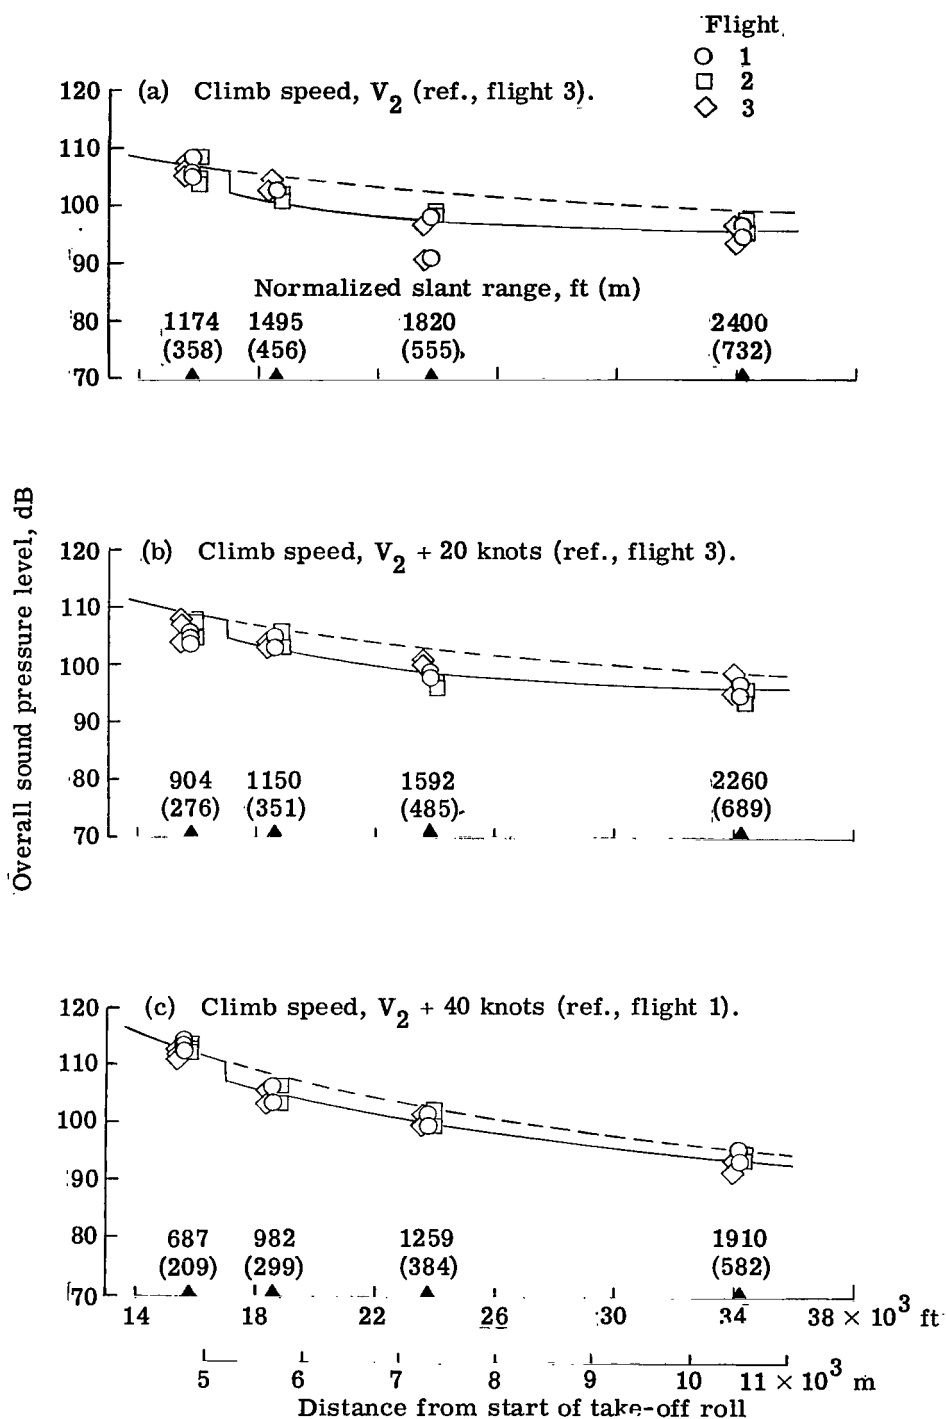 Flight
1
2
3
(a) Climb speed, V2 (ref., flight 3).
120
110
100
90
80
70
Normalized slant range, ft (m)
1174 1495 1820 2400
(358) (456) (555) (732)
Overall sound pressure level, dB
(b) Climb speed, V2 + 20 knots (ref., flight 3).
120
110
100
90
80
70
904 1150 1592 2260
(276) (351) (485) (689)
(c) Climb speed, V2 + 40 knots (ref., flight 1).
120
110
100
90
80
70
687 982 1259 1910
(209) (299) (384) (582)
14 18 22 26 30 34 38 × 10³ ft
5 6 7 8 9 10 11 × 10³ m
Distance from start of take-off roll